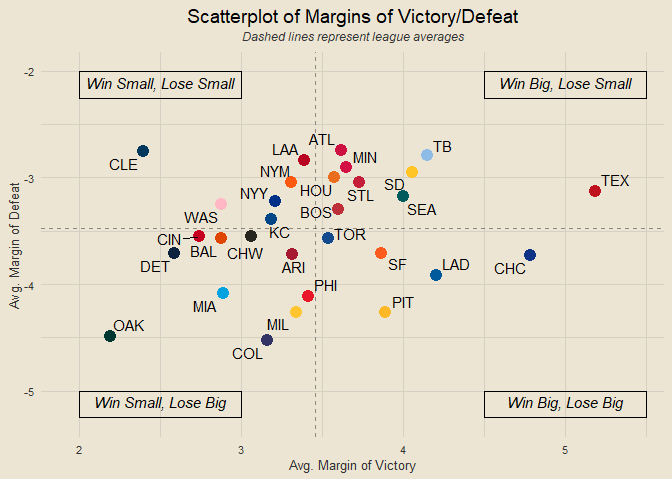 Scatterplot of Margins of Victory/Defeat
Dashed lines represent league averages
-2
Win Small, Lose Small
Win Big, Lose Small
ATL
TB
LAA
MIN
CLE
NYM
-3
TEX
HOU
SD
NYY
STL
BOS
SEA
WAS
KC
TOR
CIN
BAL
CHW
DET
ARI
SF
LAD
CHC
Avg. Margin of Defeat
-4
PHI
MIA
PIT
OAK
MIL
COL
-5
Win Small, Lose Big
Win Big, Lose Big
2
3
4
5
Avg. Margin of Victory